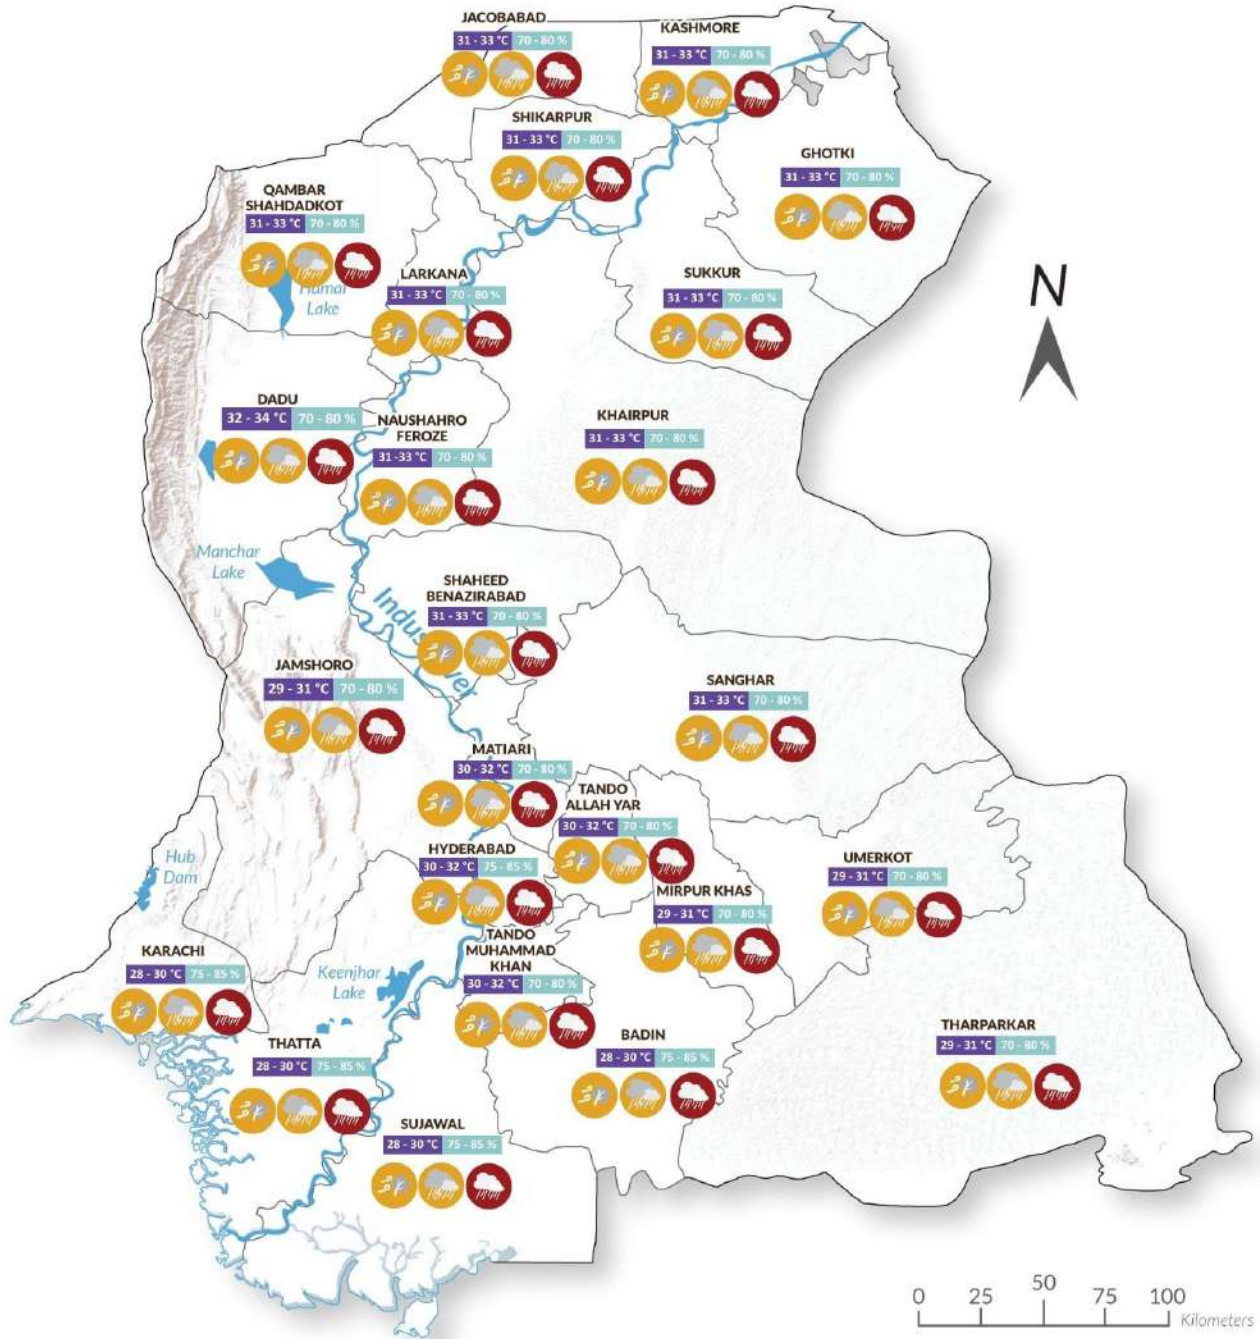 JACOBABAD
31 - 33 °C 70 - 80 %
KASHMORE
31 - 33 °C 70 - 80 %
SHIKARPUR
31 - 33 °C 70 - 80 %
GHOTKI
31 - 33 °C 70 - 80 %
QAMBAR
SHAHDADKOT
31 - 33 °C 70 - 80 %
Hamal
Lake
LARKANA
31 - 33 °C 70 - 80 %
SUKKUR
31 - 33 °C 70 - 80 %
N
DADU
32 - 34 °C 70 - 80 %
NAUSHAHRO
FEROZE
31 -33 °C 70 - 80 %
KHAIRPUR
31 - 33 °C 70 - 80 %
Manchar
Lake
SHAHEED
BENAZIRABAD
31 - 33 °C 70 - 80 %
Indus River
JAMSHORO
29 - 31 °C 70 - 80 %
SANGHAR
31 - 33 °C 70 - 80 %
MATIARI
30 - 32 °C 70 - 80 %
TANDO
ALLAH YAR
30 - 32 °C 70 - 80 %
Hub
Dam
HYDERABAD
30 - 32 °C 75 - 85 %
UMERKOT
29 - 31 °C 70 - 80 %
MIRPUR KHAS
29 - 31 °C 70 - 80 %
KARACHI
28 - 30 °C 75 - 85 %
Keenjhar
Lake
TANDO
MUHAMMAD
KHAN
30 - 32 °C 70 - 80 %
THATTA
28 - 30 °C 75 - 85 %
BADIN
28 - 30 °C 75 - 85 %
THARPARKAR
29 - 31 °C 70 - 80 %
SUJAWAL
28 - 30 °C 75 - 85 %
0 25 50 75 100
Kilometers